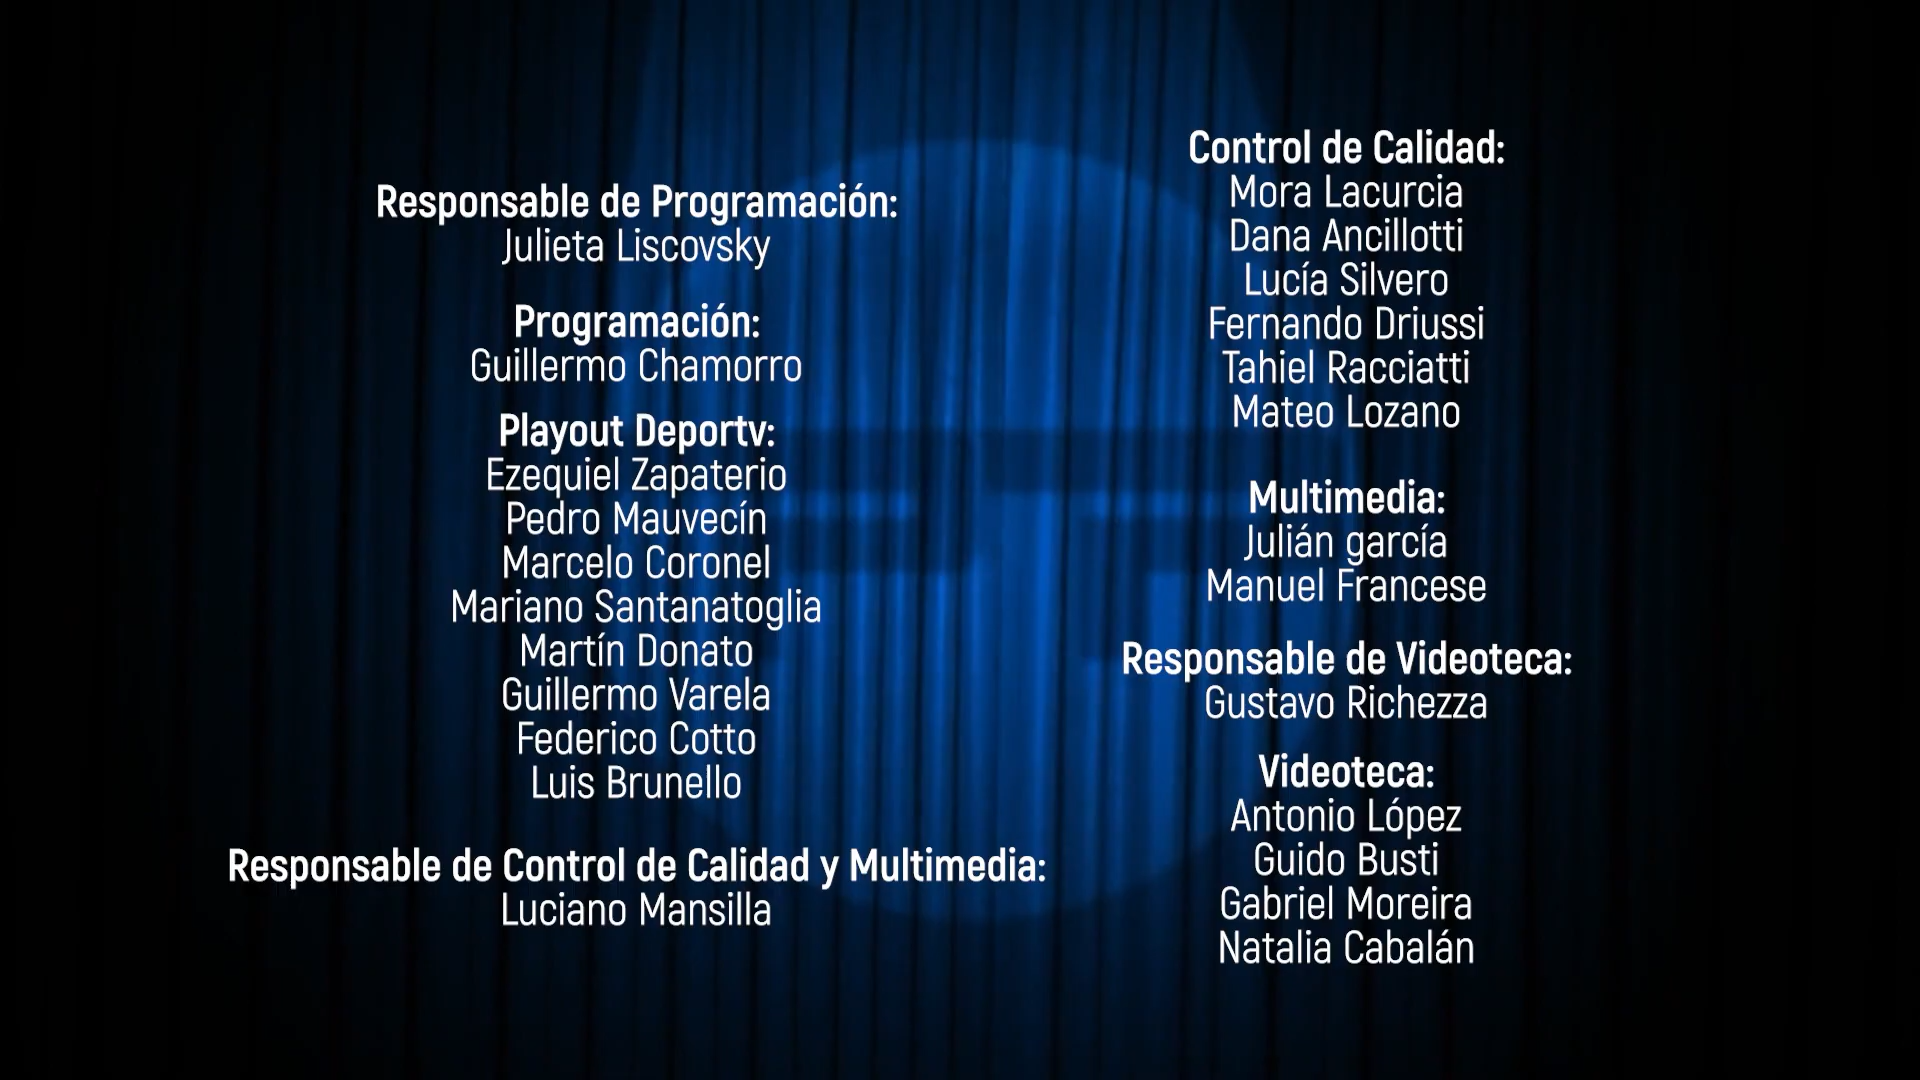 Responsable de Programación:
Julieta Liscovsky
Programación:
Guillermo Chamorro
Playout Deportv:
Ezequiel Zapaterio
Pedro Mauvecín
Marcelo Coronel
Mariano Santanatoglia
Martín Donato
Guillermo Varela
Federico Cotto
Luis Brunello
Responsable de Control de Calidad y Multimedia:
Luciano Mansilla
Control de Calidad:
Mora Lacurcia
Dana Ancillotti
Lucía Silvero
Fernando Driussi
Tahiel Racciatti
Mateo Lozano
Multimedia:
Julián garcía
Manuel Francese
Responsable de Videoteca:
Gustavo Richezza
Videoteca:
Antonio López
Guido Busti
Gabriel Moreira
Natalia Cabalán